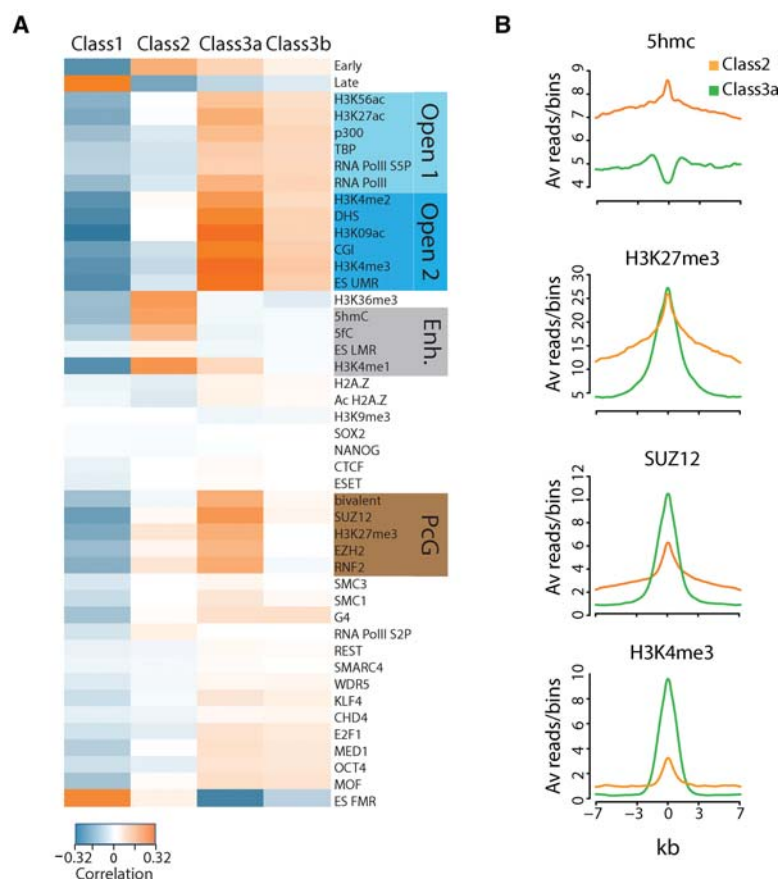 A
Class1 Class2 Class3a Class3b
Early
Late
H3K56ac
H3K27ac
p300
TBP
RNA PolII S5P
RNA PolII
Open 1
H3K4me2
DHS
H3K09ac
CGI
H3K4me3
ES UMR
Open 2
H3K36me3
5hmC
5fC
ES LMR
H3K4me1
Enh.
H2A.Z
Ac H2A.Z
H3K9me3
SOX2
NANOG
CTCF
ESET
bivalent
SUZ12
H3K27me3
EZH2
RNF2
PcG
SMC3
SMC1
G4
RNA PolII S2P
REST
SMARC4
WDR5
KLF4
CHD4
E2F1
MED1
OCT4
MOF
ES FMR
−0.32 0 0.32
Correlation
B
5hmc
Class2
Class3a
Av reads/bins
4 5 6 7 8 9
H3K27me3
Av reads/bins
5 10 15 20 25 30
SUZ12
Av reads/bins
0 2 4 6 8 10 12
H3K4me3
Av reads/bins
0 2 4 6 8 10
−7 −3 0 3 7
kb